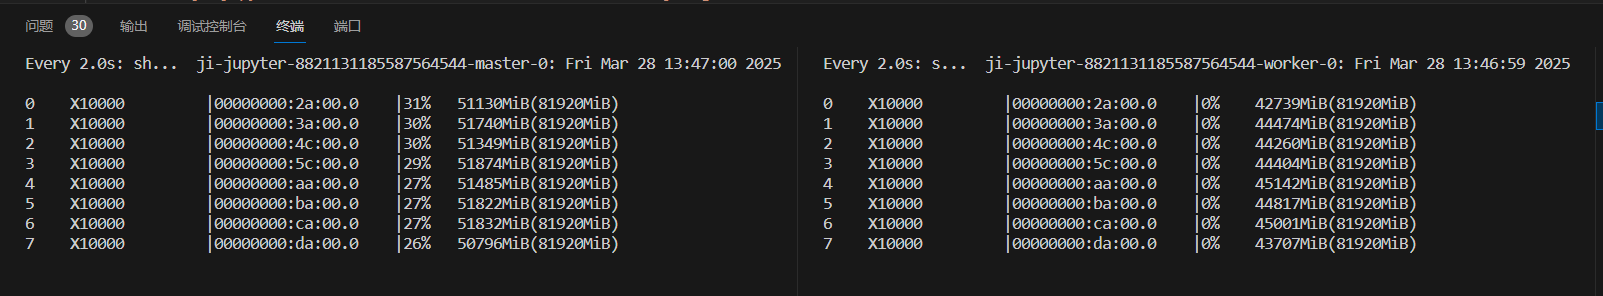 问题 30 输出 调试控制台 终端 端口
Every 2.0s: sh... ji-jupyter-8821131185587564544-master-0: Fri Mar 28 13:47:00 2025
0 X10000 |00000000:2a:00.0 |31% 51130MiB(81920MiB)
1 X10000 |00000000:3a:00.0 |30% 51740MiB(81920MiB)
2 X10000 |00000000:4c:00.0 |30% 51349MiB(81920MiB)
3 X10000 |00000000:5c:00.0 |29% 51874MiB(81920MiB)
4 X10000 |00000000:aa:00.0 |27% 51485MiB(81920MiB)
5 X10000 |00000000:ba:00.0 |27% 51822MiB(81920MiB)
6 X10000 |00000000:ca:00.0 |27% 51832MiB(81920MiB)
7 X10000 |00000000:da:00.0 |26% 50796MiB(81920MiB)
Every 2.0s: s... ji-jupyter-8821131185587564544-worker-0: Fri Mar 28 13:46:59 2025
0 X10000 |00000000:2a:00.0 |0% 42739MiB(81920MiB)
1 X10000 |00000000:3a:00.0 |0% 44474MiB(81920MiB)
2 X10000 |00000000:4c:00.0 |0% 44260MiB(81920MiB)
3 X10000 |00000000:5c:00.0 |0% 44404MiB(81920MiB)
4 X10000 |00000000:aa:00.0 |0% 45142MiB(81920MiB)
5 X10000 |00000000:ba:00.0 |0% 44817MiB(81920MiB)
6 X10000 |00000000:ca:00.0 |0% 45001MiB(81920MiB)
7 X10000 |00000000:da:00.0 |0% 43707MiB(81920MiB)